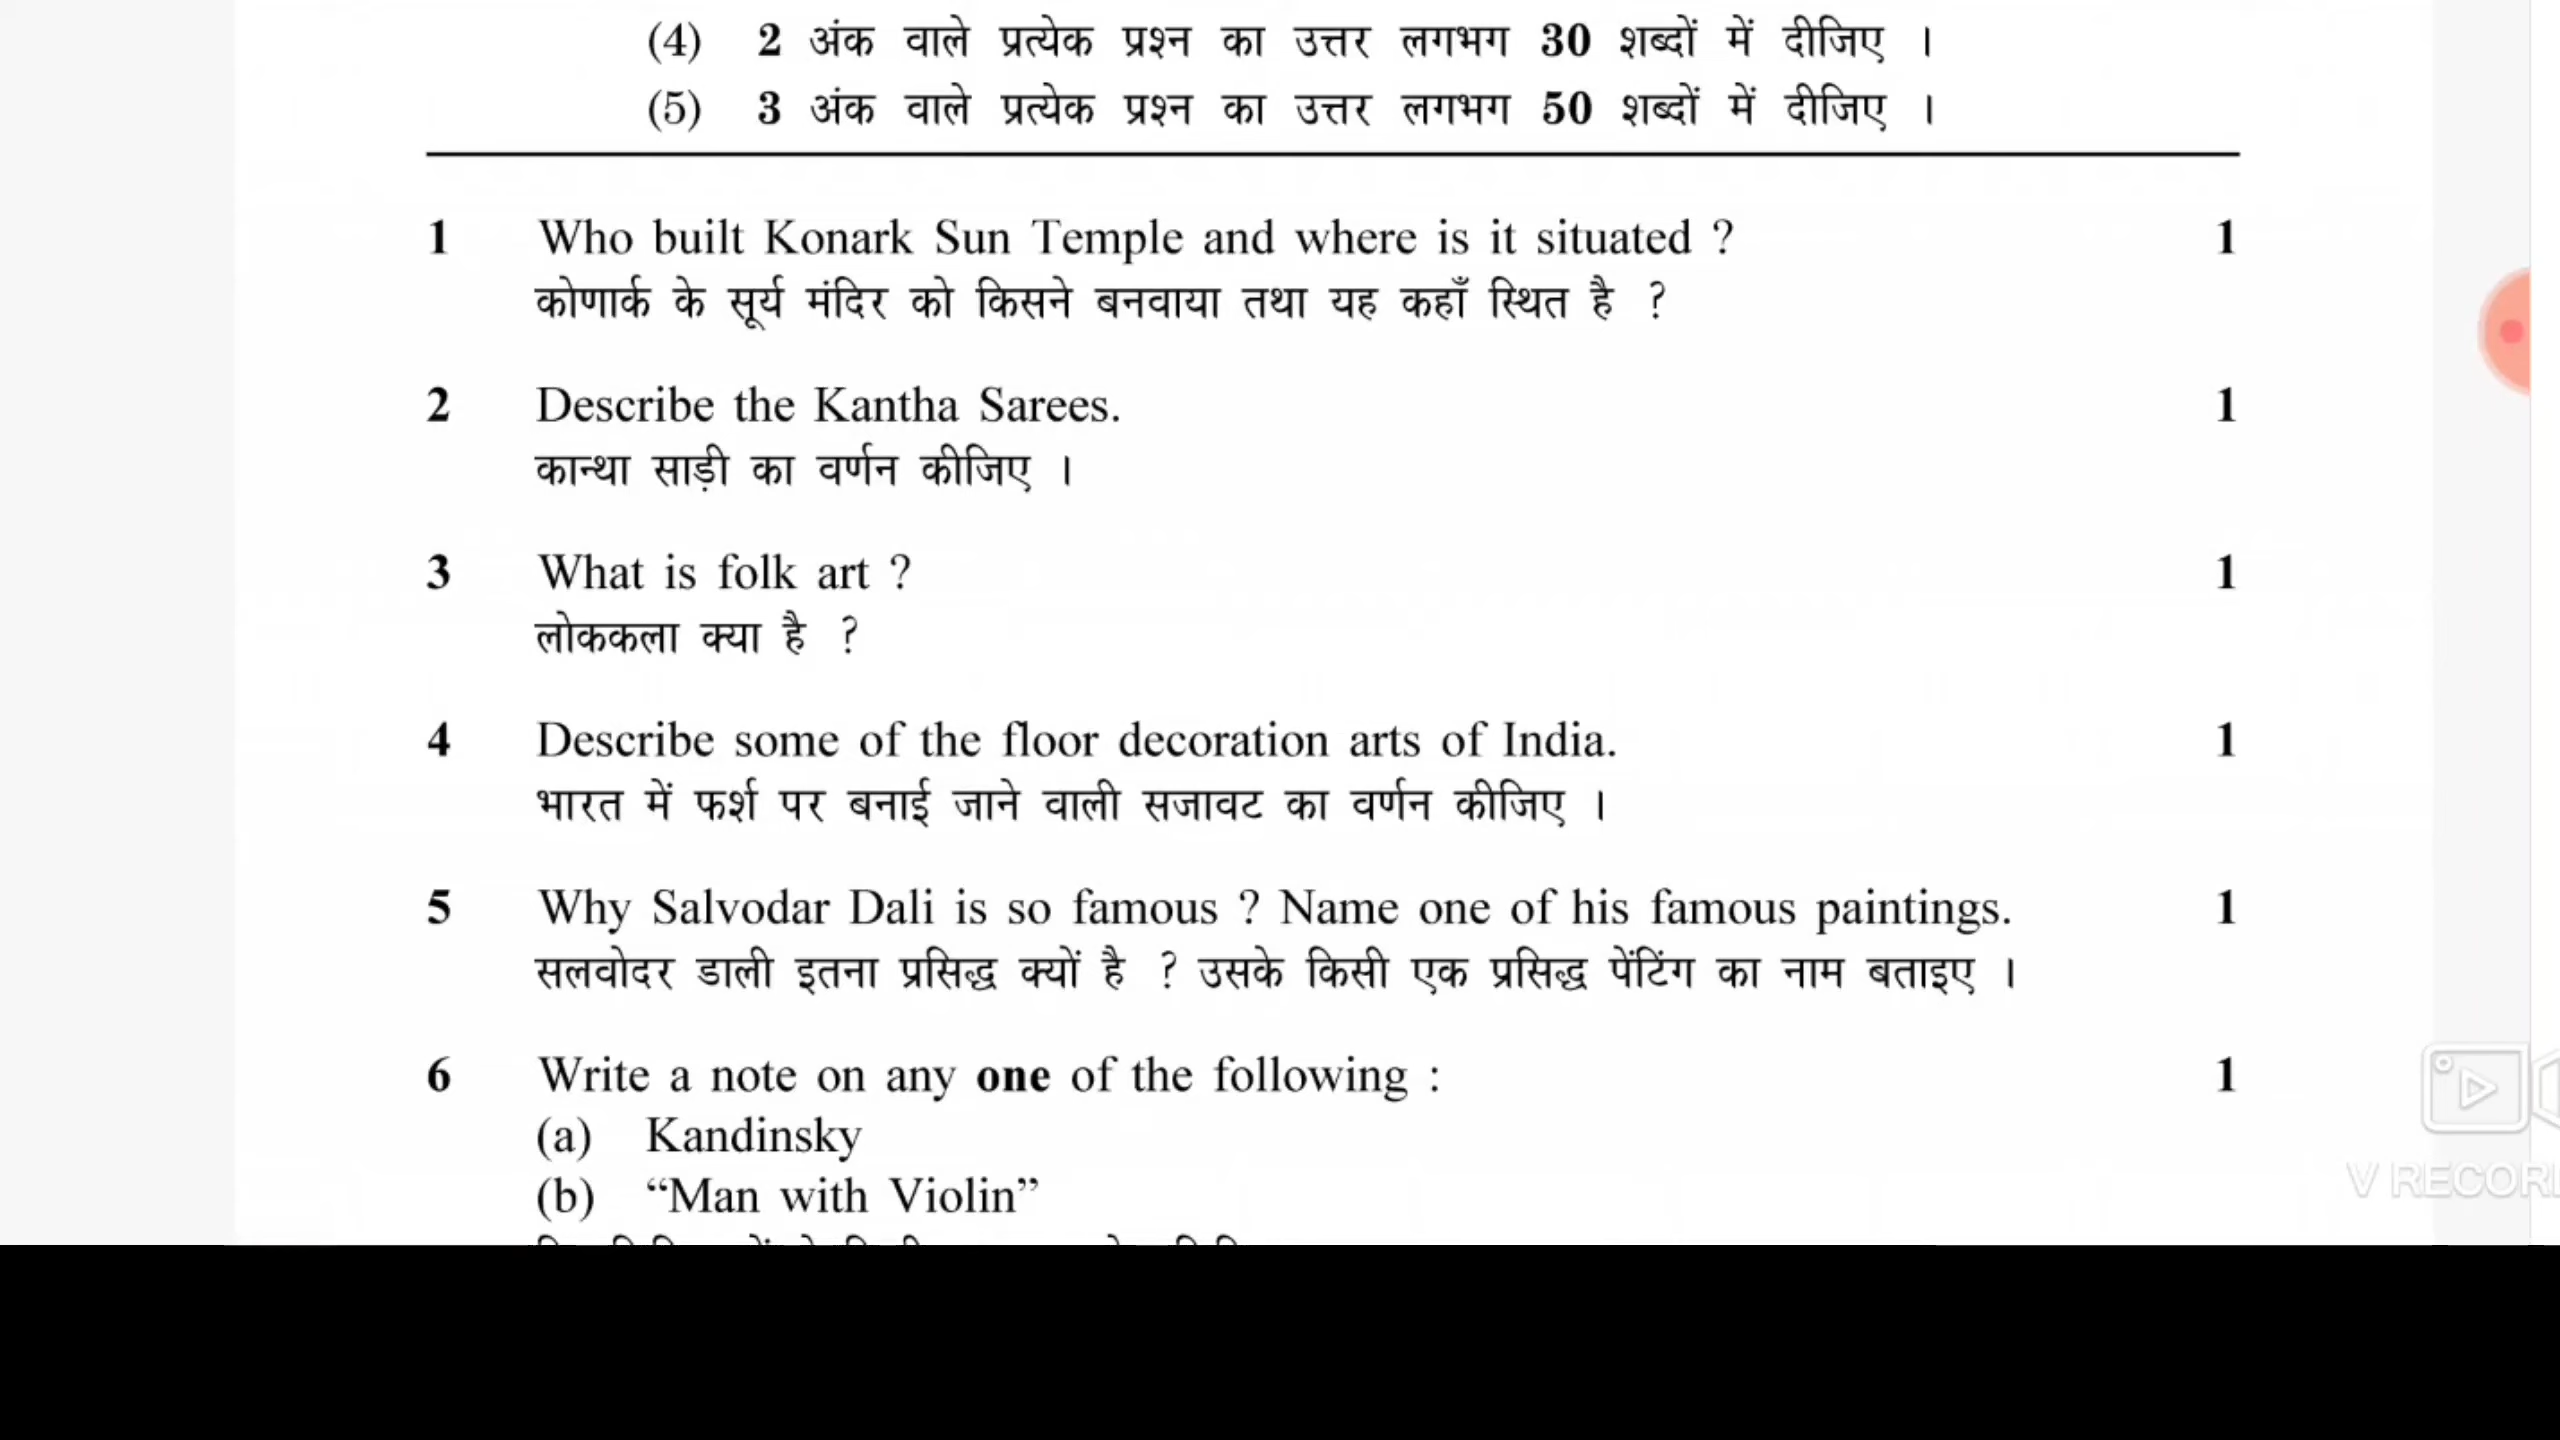 (4) 2 अंक वाले प्रत्येक प्रश्न का उत्तर लगभग 30 शब्दों में दीजिए ।
(5) 3 अंक वाले प्रत्येक प्रश्न का उत्तर लगभग 50 शब्दों में दीजिए ।
1 Who built Konark Sun Temple and where is it situated ? 1
कोणार्क के सूर्य मंदिर को किसने बनवाया तथा यह कहाँ स्थित है ?
2 Describe the Kantha Sarees. 1
कान्था साड़ी का वर्णन कीजिए ।
3 What is folk art ? 1
लोककला क्या है ?
4 Describe some of the floor decoration arts of India. 1
भारत में फर्श पर बनाई जाने वाली सजावट का वर्णन कीजिए ।
5 Why Salvodar Dali is so famous ? Name one of his famous paintings. 1
सलवोदर डाली इतना प्रसिद्ध क्यों है ? उसके किसी एक प्रसिद्ध पेंटिंग का नाम बताइए ।
6 Write a note on any one of the following : 1
(a) Kandinsky
(b) “Man with Violin”
V RECOR